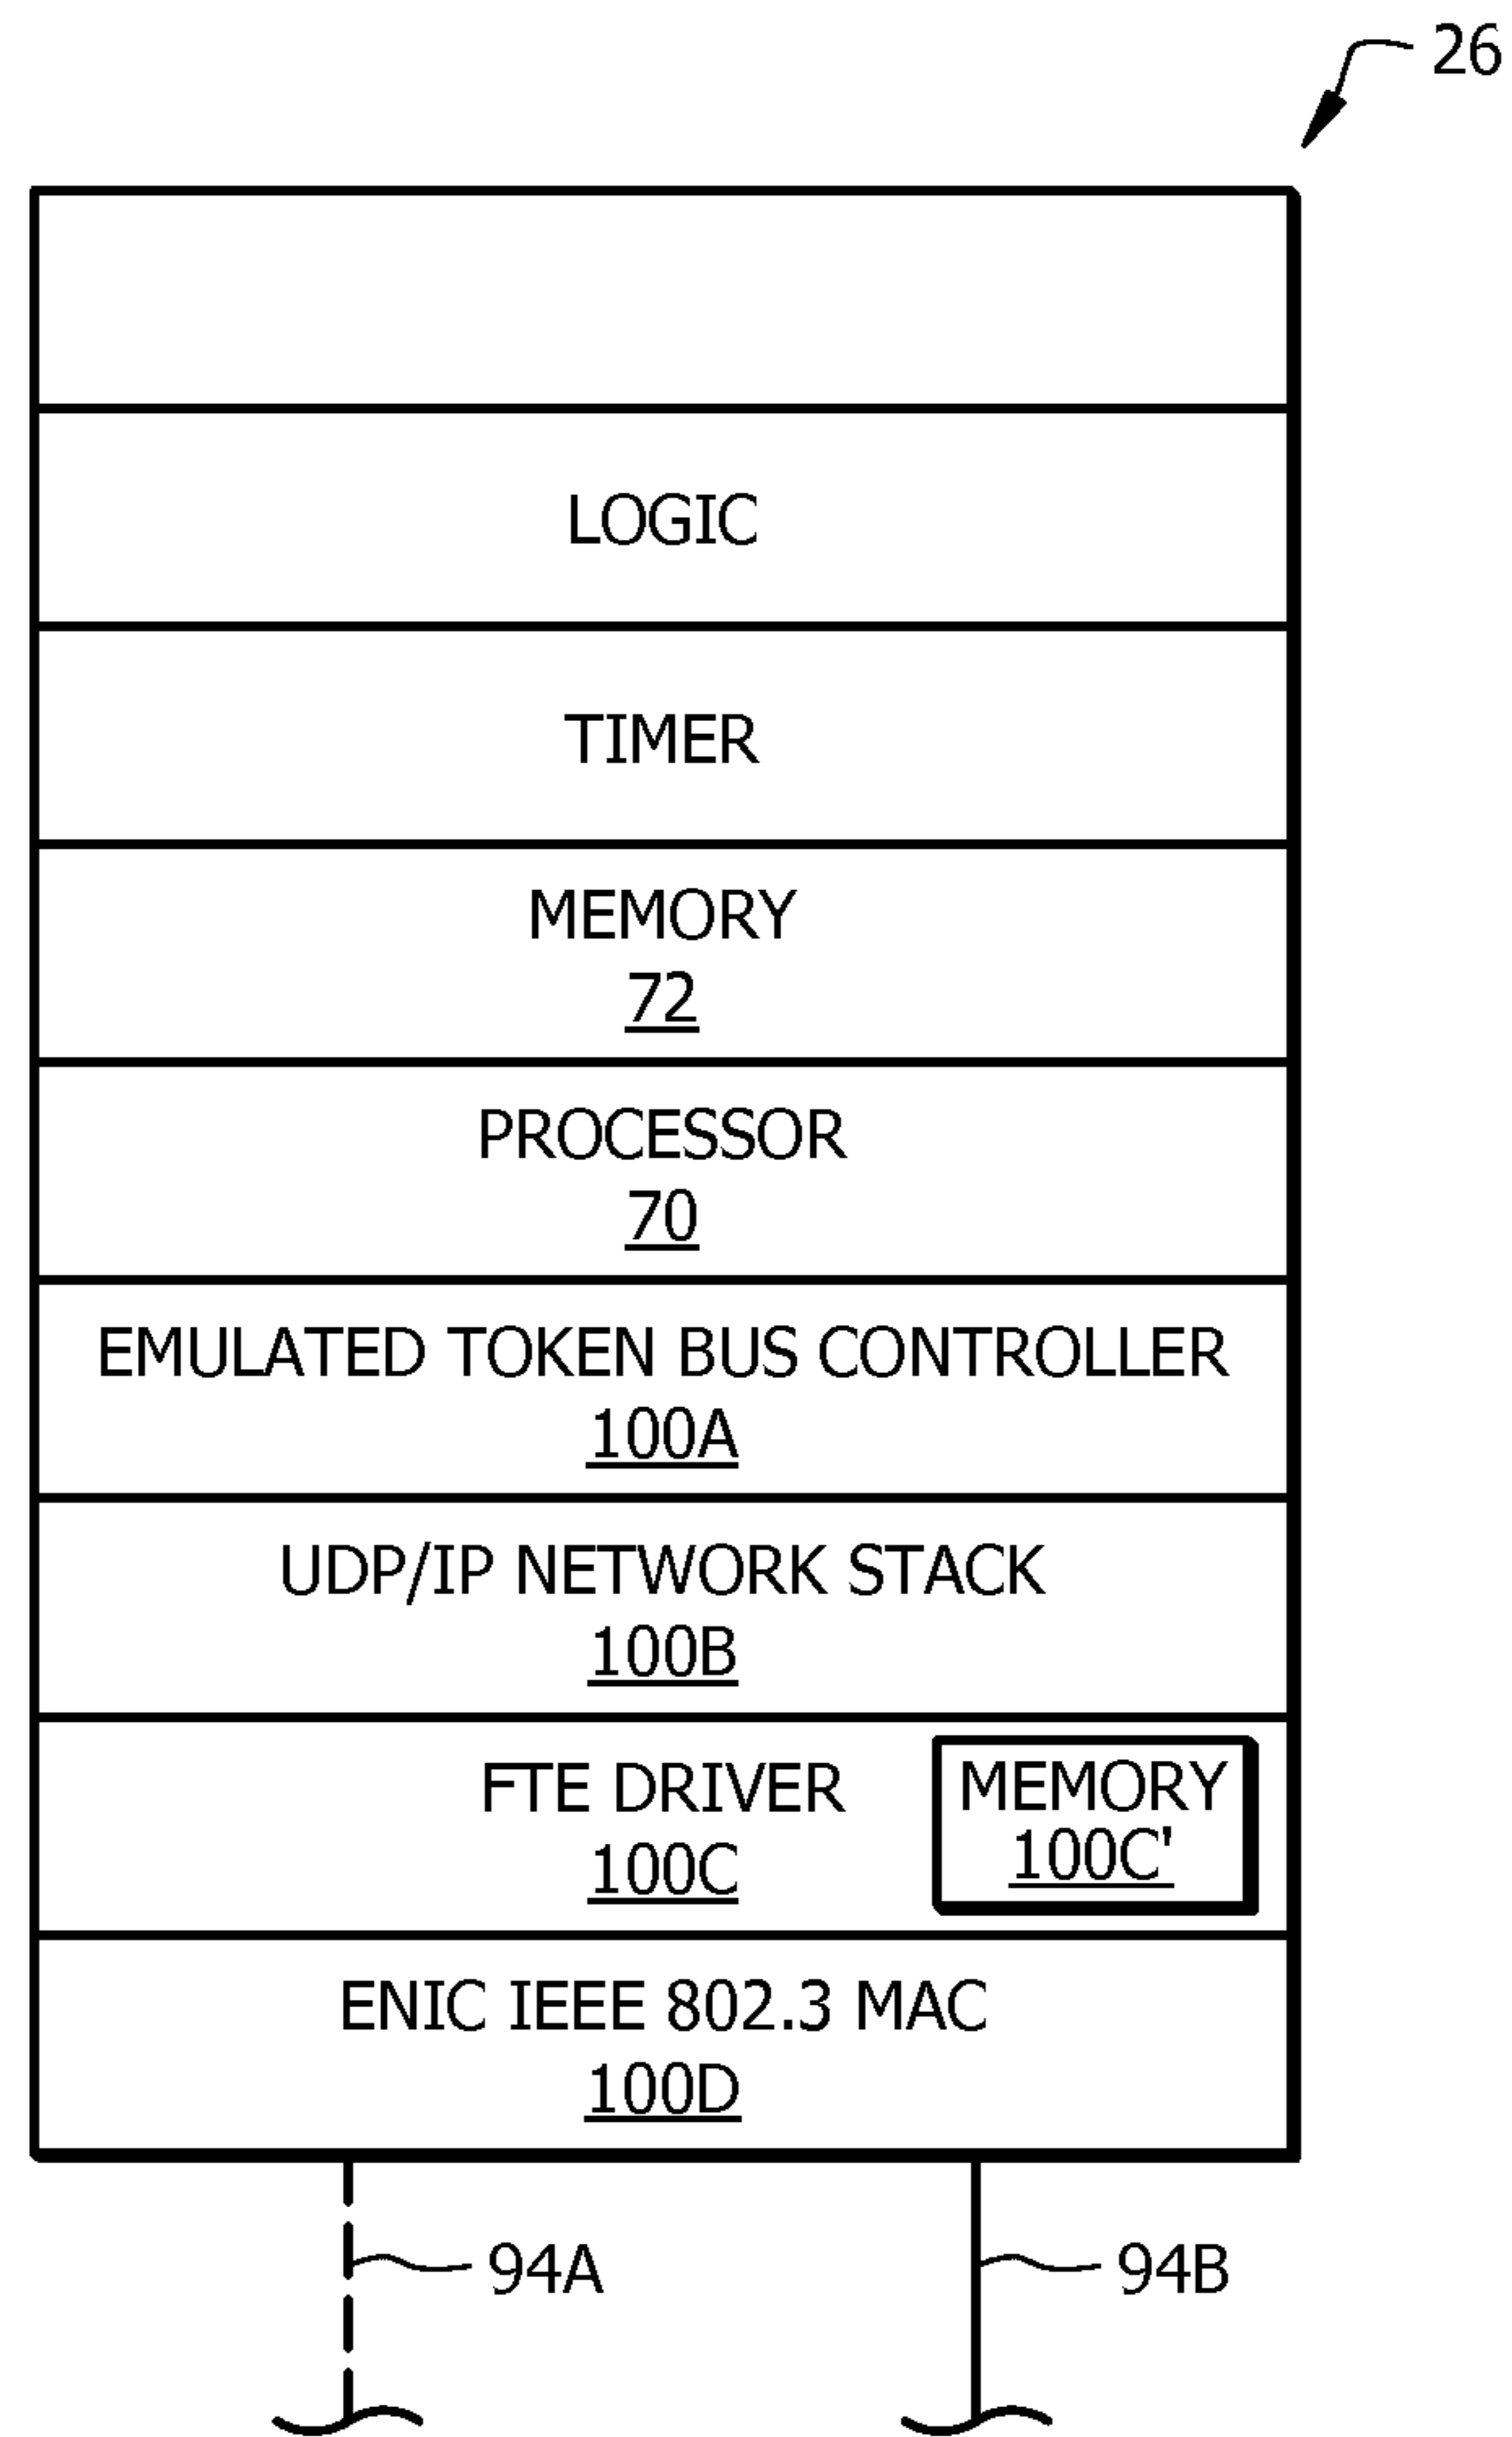 26
LOGIC
TIMER
MEMORY
72
PROCESSOR
70
EMULATED TOKEN BUS CONTROLLER
100A
UDP/IP NETWORK STACK
100B
FTE DRIVER
100C
MEMORY
100C'
ENIC IEEE 802.3 MAC
100D
94A
94B